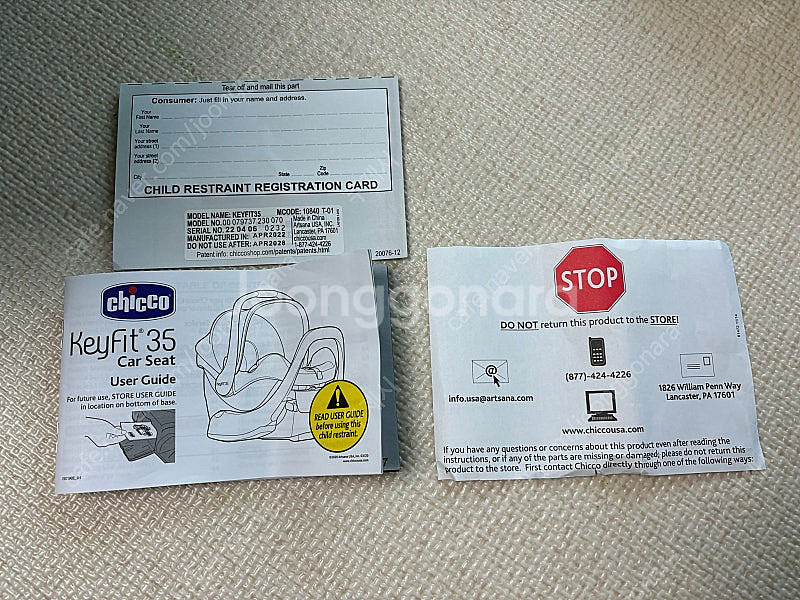 Tear off and mail this part
Consumer: Just fill in your name and address.
Your
First Name
Your
Last Name
Your street
address (1)
Your street
address (2)
City
State
Zip
Code
CHILD RESTRAINT REGISTRATION CARD
MODEL NAME: KEYFIT35 MCODE: 10840 T-01
MODEL NO.00 079737 230 070 Made in China
SERIAL NO. 22 04 06 0232 Artsana USA, INC.
MANUFACTURED IN: APR2022 Lancaster, PA 17601
DO NOT USE AFTER: APR2028 chiccousa.com
1-877-424-4226
Patent info: chiccoshop.com/patents/patents.html
20076-12
chicco
KeyFit® 35
Car Seat
User Guide
For future use, STORE USER GUIDE
in location on bottom of base.
READ USER GUIDE
before using this
child restraint.
www.chiccousa.com
7
STOP
DO NOT return this product to the STORE!
(877)-424-4226
info.usa@artsana.com
1826 William Penn Way
Lancaster, PA 17601
www.chiccousa.com
If you have any questions or concerns about this product even after reading the
instructions, or if any of the parts are missing or damaged; please do not return this
product to the store. First contact Chicco directly through one of the following ways:
Joonggonara